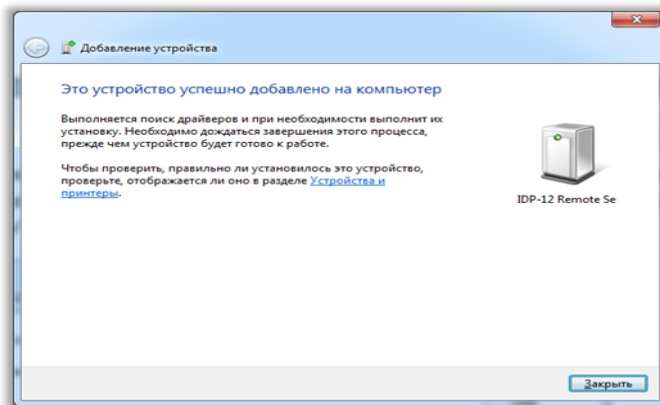 Добавление устройства
Это устройство успешно добавлено на компьютер
Выполняется поиск драйверов и при необходимости выполнит их
установку. Необходимо дождаться завершения этого процесса,
прежде чем устройство будет готово к работе.
Чтобы проверить, правильно ли установилось это устройство,
проверьте, отображается ли оно в разделе Устройства и
принтеры.
IDP-12 Remote Se
Закрыть